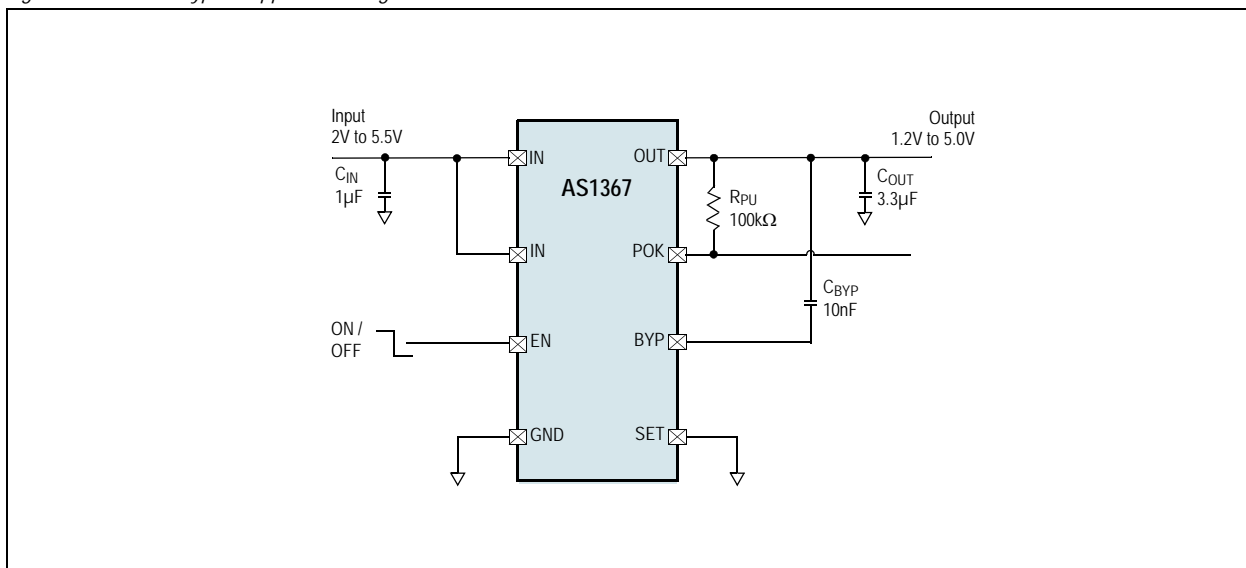 Input
2V to 5.5V
Output
1.2V to 5.0V
IN
OUT
AS1367
CIN
1µF
RPU
100kΩ
COUT
3.3µF
IN
POK
CBYP
10nF
ON /
OFF
EN
BYP
GND
SET